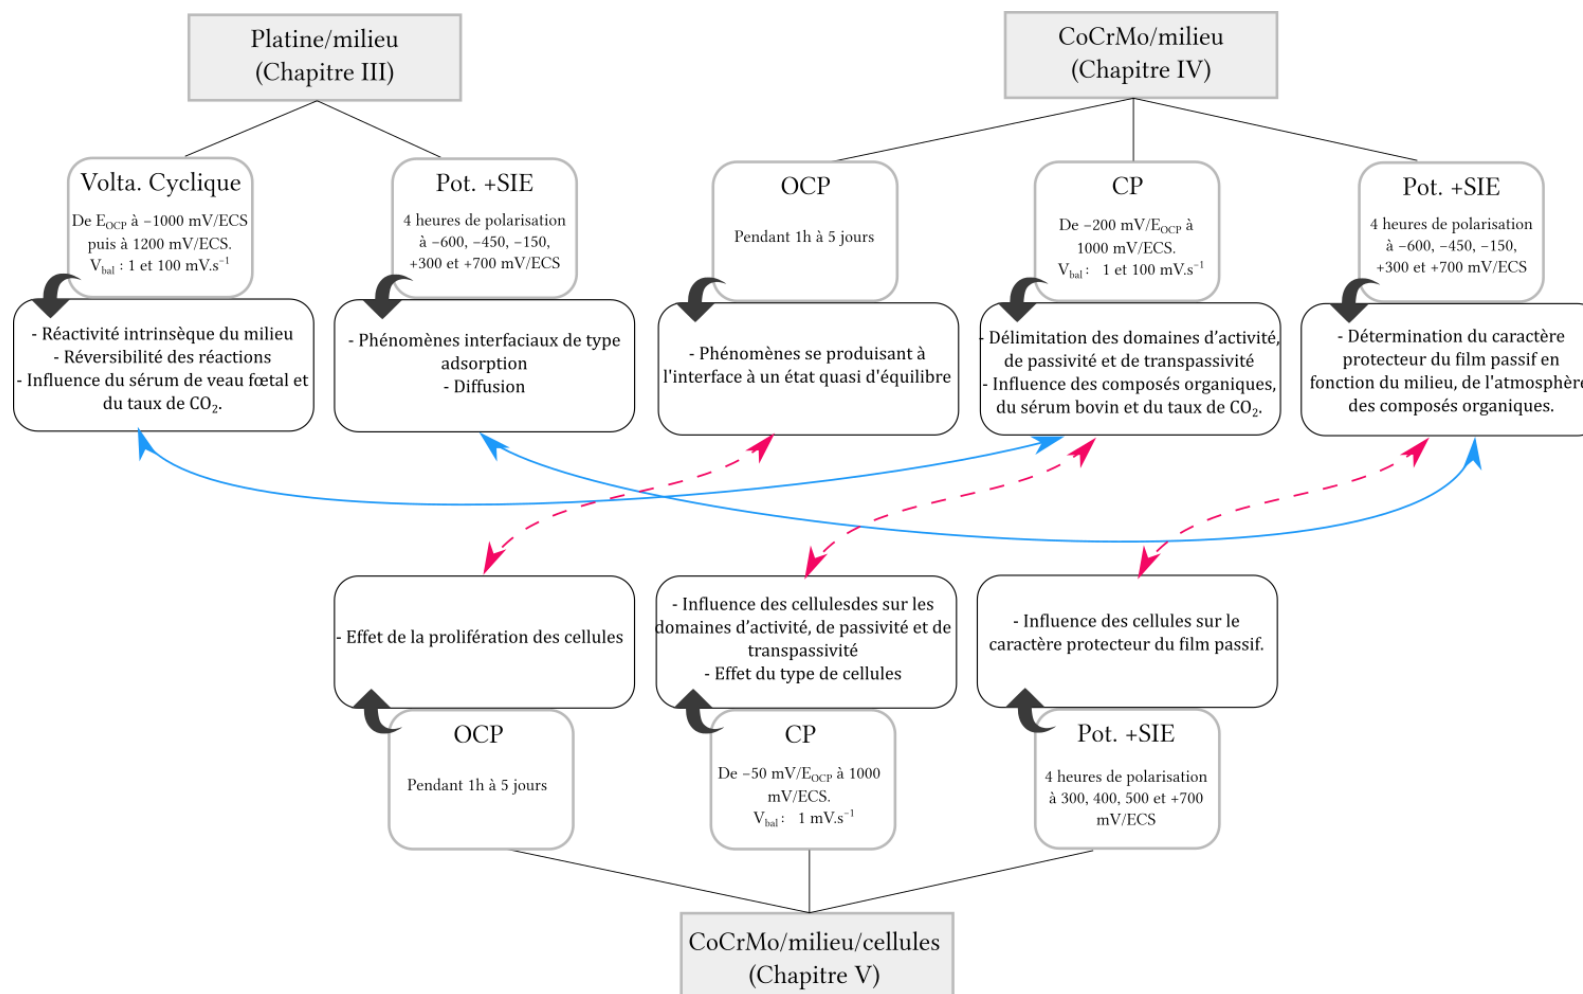 Platine/milieu
(Chapitre III)
CoCrMo/milieu
(Chapitre IV)
Volta. Cyclique
De E_OCP à −1000 mV/ECS
puis à 1200 mV/ECS.
V_bal : 1 et 100 mV.s⁻¹
Pot. +SIE
4 heures de polarisation
à −600, −450, −150,
+300 et +700 mV/ECS
OCP
Pendant 1h à 5 jours
CP
De −200 mV/E_OCP à
1000 mV/ECS.
V_bal : 1 et 100 mV.s⁻¹
Pot. +SIE
4 heures de polarisation
à −600, −450, −150,
+300 et +700 mV/ECS
- Réactivité intrinsèque du milieu
- Réversibilité des réactions
- Influence du sérum de veau fœtal et
du taux de CO₂.
- Phénomènes interfaciaux de type
adsorption
- Diffusion
- Phénomènes se produisant à
l'interface à un état quasi d'équilibre
- Délimitation des domaines d'activité,
de passivité et de transpassivité
- Influence des composés organiques,
du sérum bovin et du taux de CO₂.
- Détermination du caractère
protecteur du film passif en
fonction du milieu, de l'atmosphère
des composés organiques.
- Effet de la prolifération des cellules
- Influence des cellulesdes sur les
domaines d'activité, de passivité et de
transpassivité
- Effet du type de cellules
- Influence des cellules sur le
caractère protecteur du film passif.
OCP
Pendant 1h à 5 jours
CP
De −50 mV/E_OCP à 1000
mV/ECS.
V_bal : 1 mV.s⁻¹
Pot. +SIE
4 heures de polarisation
à 300, 400, 500 et +700
mV/ECS
CoCrMo/milieu/cellules
(Chapitre V)